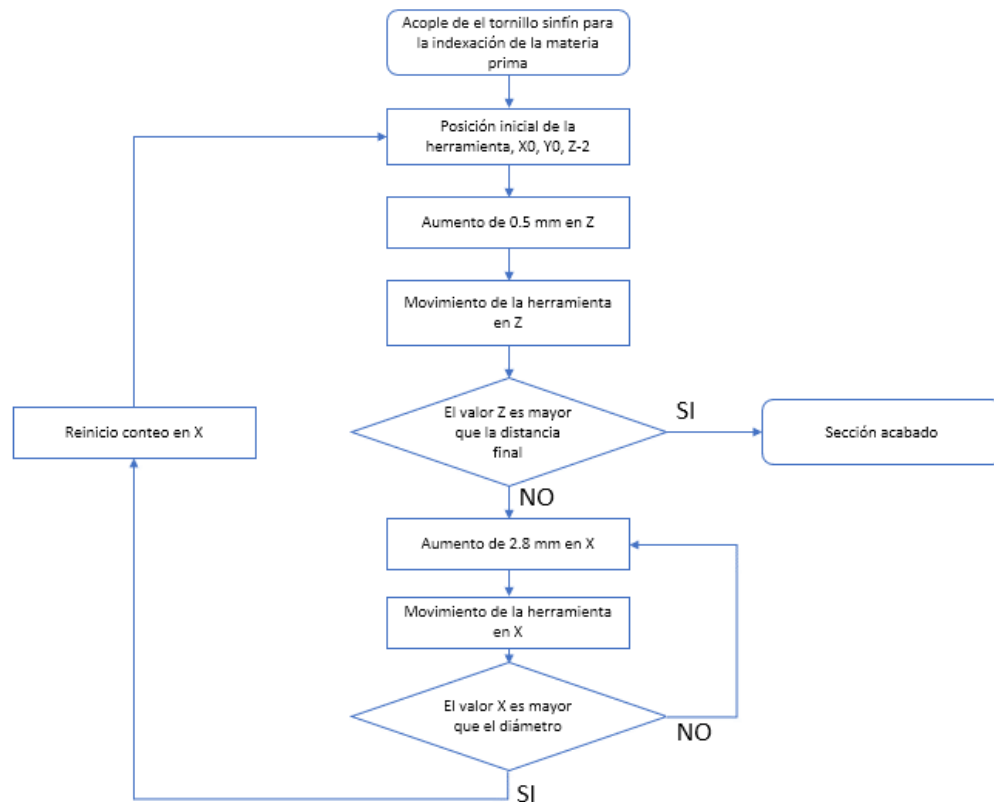 Acople de el tornillo sinfín para
la indexación de la materia
prima
Posición inicial de la
herramienta, X0, Y0, Z-2
Aumento de 0.5 mm en Z
Movimiento de la herramienta
en Z
El valor Z es mayor
que la distancia
final
SI
Sección acabado
Reinicio conteo en X
NO
Aumento de 2.8 mm en X
Movimiento de la herramienta
en X
El valor X es mayor
que el diámetro
NO
SI